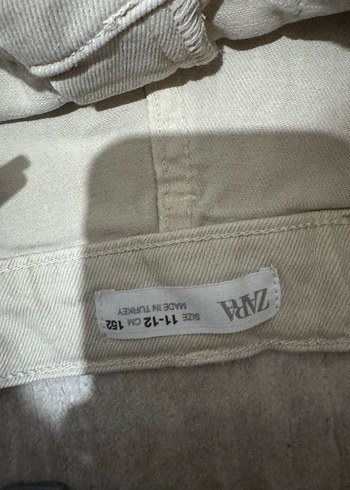 ZARA
SIZE 11-12 CM 152
MADE IN TURKEY